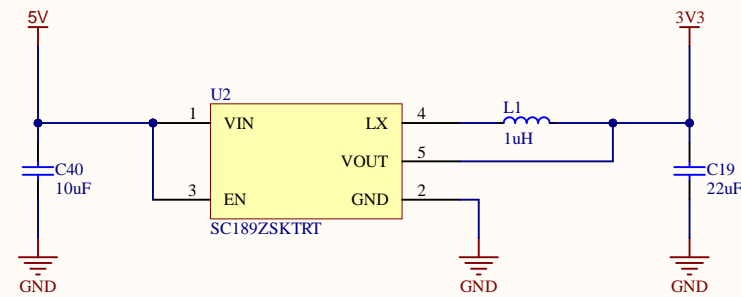 5V
3V3
U2
1
VIN
LX
4
L1
1uH
VOUT
5
C40
10uF
3
EN
GND
2
C19
22uF
SC189ZSKTRT
GND
GND
GND